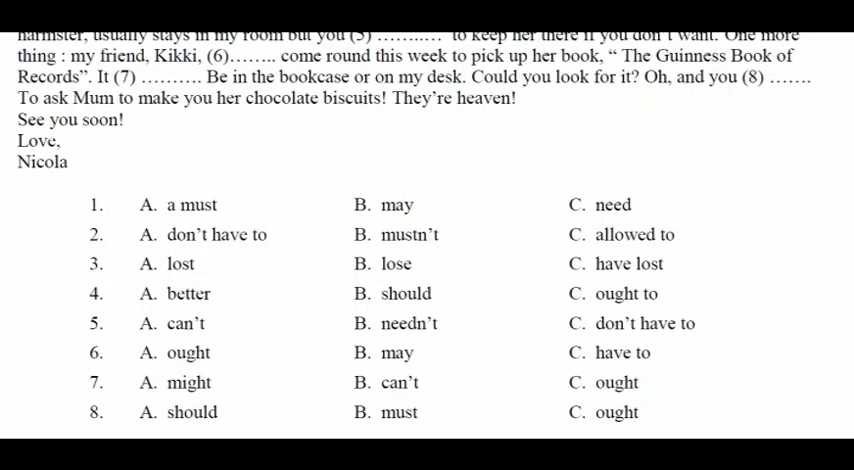 harmster, usually stays in my room but you (5) ……….. to keep her there if you don't want. One more
thing : my friend, Kikki, (6)…….. come round this week to pick up her book, “ The Guinness Book of
Records”. It (7) ………. Be in the bookcase or on my desk. Could you look for it? Oh, and you (8) …….
To ask Mum to make you her chocolate biscuits! They’re heaven!
See you soon!
Love,
Nicola
1. A. a must B. may C. need
2. A. don’t have to B. mustn’t C. allowed to
3. A. lost B. lose C. have lost
4. A. better B. should C. ought to
5. A. can’t B. needn’t C. don’t have to
6. A. ought B. may C. have to
7. A. might B. can’t C. ought
8. A. should B. must C. ought